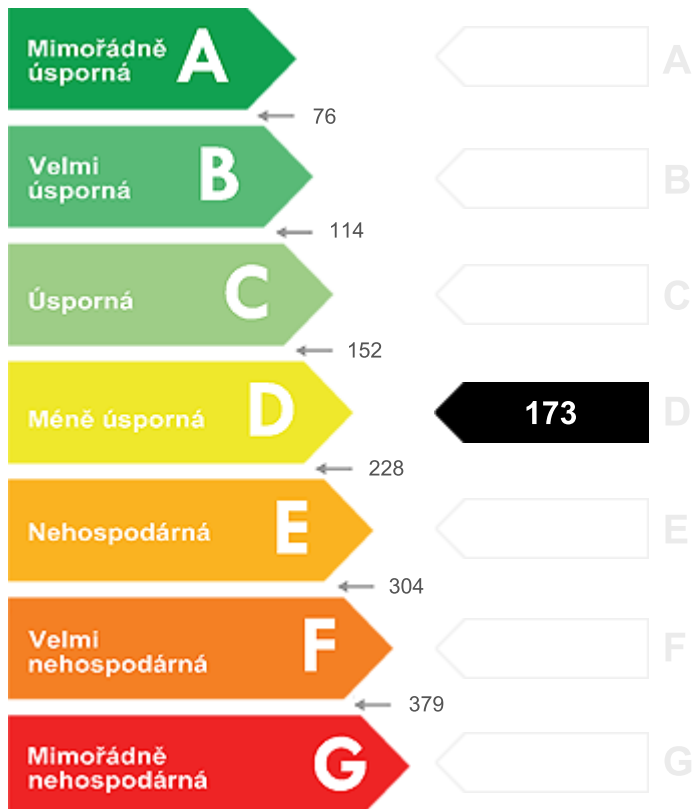 Mimořádně
úsporná
A
A
76
Velmi
úsporná
B
B
114
Úsporná
C
C
152
Méně úsporná
D
173
D
228
Nehospodárná
E
E
304
Velmi
nehospodárná
F
F
379
Mimořádně
nehospodárná
G
G